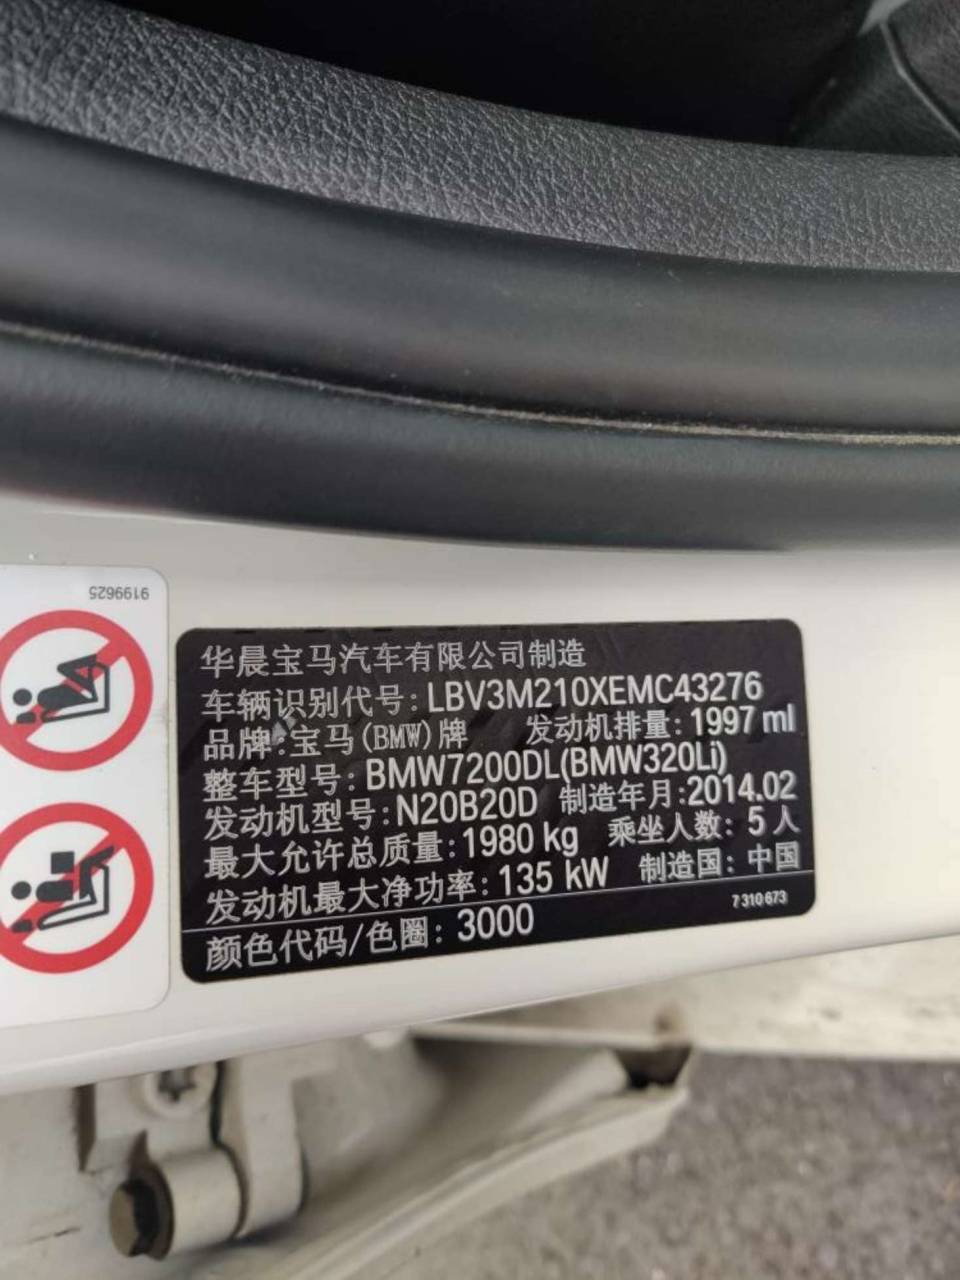 9199625
华晨宝马汽车有限公司制造
车辆识别代号: LBV3M210XEMC43276
品牌:宝马(BMW)牌 发动机排量: 1997 ml
整车型号: BMW7200DL(BMW320Li)
发动机型号: N20B20D 制造年月:2014.02
最大允许总质量: 1980 kg 乘坐人数: 5 人
发动机最大净功率: 135 kW 制造国: 中国
7 310 673
颜色代码/色圈: 3000